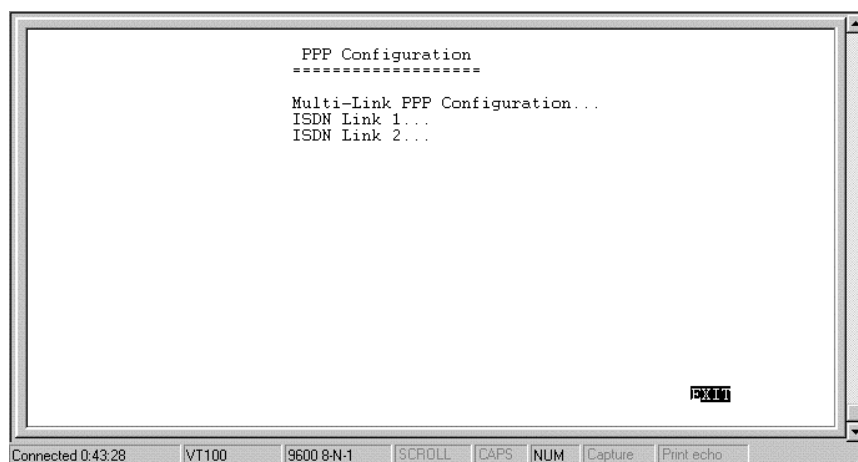 PPP Configuration
===================
Multi-Link PPP Configuration...
ISDN Link 1...
ISDN Link 2...
EXIT
Connected 0:43:28 VT100 9600 8-N-1 SCROLL CAPS NUM Capture Print echo